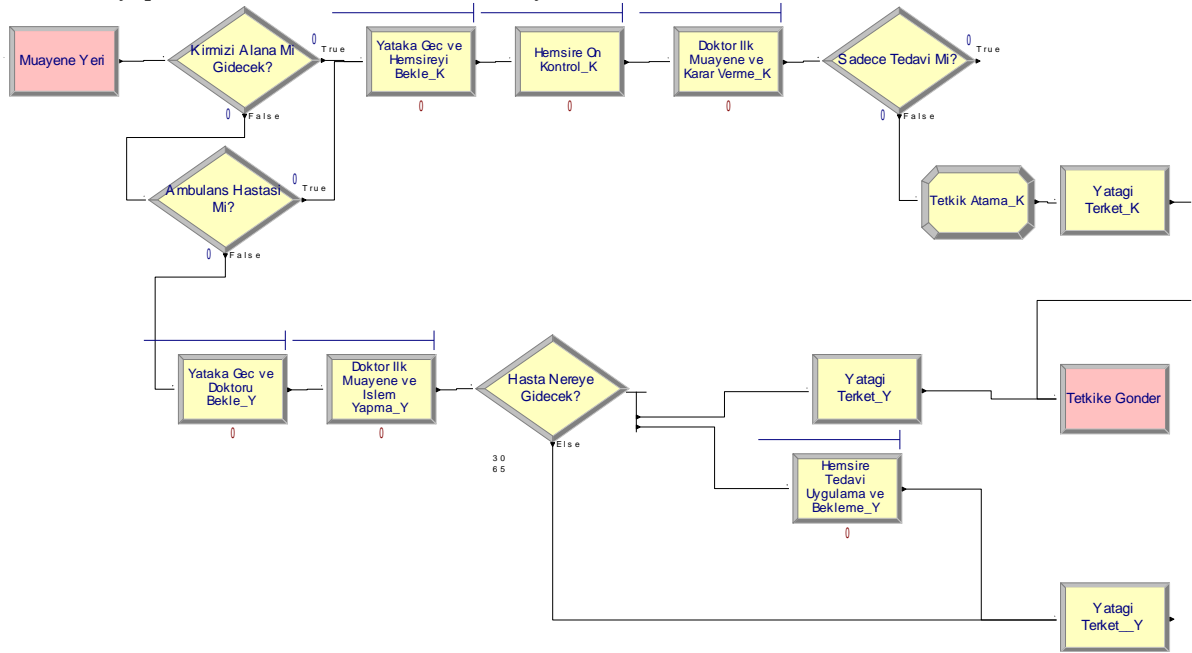 Muayene Yeri
Kirmizi Alana Mi
Gidecek?
0
True
0
False
Yataka Gec ve
Hemsireyi
Bekle_K
0
Hemsire On
Kontrol_K
0
Doktor Ilk
Muayene ve
Karar Verme_K
0
Sadece Tedavi Mi?
0
True
0
False
Ambulans Hastasi
Mi?
0
True
0
False
Tetkik Atama_K
Yatagi
Terket_K
Yataka Gec ve
Doktoru
Bekle_Y
0
Doktor Ilk
Muayene ve
Islem
Yapma_Y
0
Hasta Nereye
Gidecek?
Else
30
65
Yatagi
Terket_Y
Tetkike Gonder
Hemsire
Tedavi
Uygulama ve
Bekleme_Y
0
Yatagi
Terket__Y